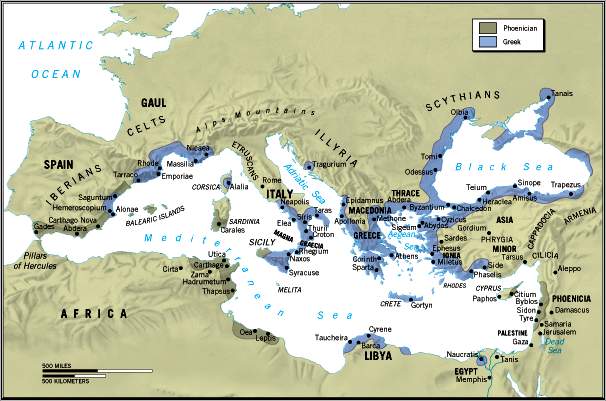 Phoenician
Greek
ATLANTIC
OCEAN
GAUL
CELTS
Alps Mountains
SCYTHIANS
Olbia
Tanais
ILLYRIA
ETRUSCANS
SPAIN
IBERIANS
Rhode
Massilia
Nicaea
Emporiae
Tarraco
Saguntum
Hemeroscopium
Alonae
Carthago Nova
Abdera
Gades
Pillars
of Hercules
BALEARIC ISLANDS
CORSICA
Alalia
SARDINIA
Carales
Rome
ITALY
Tragurium
Adriatic Sea
Neapolis
Elea
Siris
Taras
Thurii
Croton
MAGNA
GRAECIA
Rhegium
SICILY
Naxos
Syracuse
MELITA
Mediterranean Sea
Epidamnus
Apollonia
MACEDONIA
Methone
GREECE
Corinth
Sparta
Athens
Aegean
Sea
THRACE
Abdera
Byzantium
Chalcedon
Cyzicus
Sigeum
Abydos
Tomi
Odessus
Black Sea
Teium
Sinope
Heraclea
Amisus
Trapezus
ASIA
MINOR
Gordium
PHRYGIA
Sardes
Ephesus
IONIA
Miletus
CAPPADOCIA
ARMENIA
Tarsus
CILICIA
Side
Phaselis
RHODES
CRETE
Gortyn
CYPRUS
Paphos
Citium
Aleppo
PHOENICIA
Byblos
Sidon
Tyre
Damascus
Samaria
Jerusalem
PALESTINE
Gaza
Dead
Sea
Utica
Cirta
Carthage
Zama
Hadrumetum
Thapsus
AFRICA
Oea
Leptis
Taucheira
Cyrene
Barca
LIBYA
Naucratis
Tanis
EGYPT
Memphis
500 MILES
500 KILOMETERS